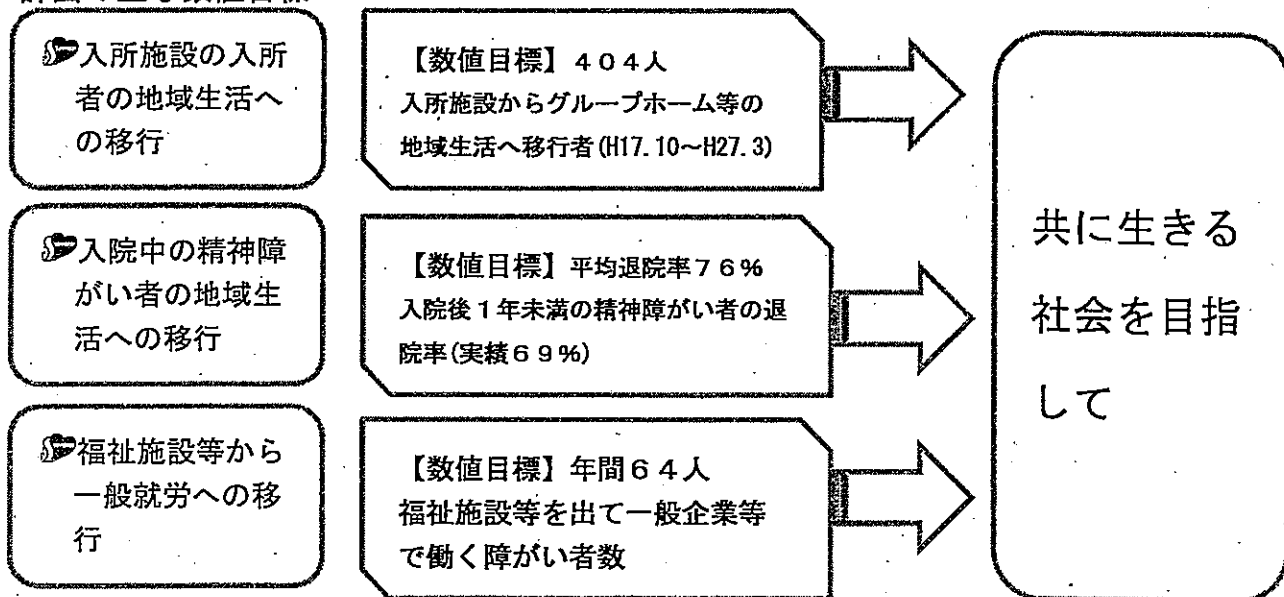 入所施設の入所
者の地域生活へ
の移行
【数値目標】４０４人
入所施設からグループホーム等の
地域生活へ移行者(H17.10～H27.3)
入院中の精神障
がい者の地域生
活への移行
【数値目標】平均退院率７６％
入院後１年未満の精神障がい者の退
院率(実績６９％)
福祉施設等から
一般就労への移
行
【数値目標】年間６４人
福祉施設等を出て一般企業等
で働く障がい者数
共に生きる
社会を目指
して